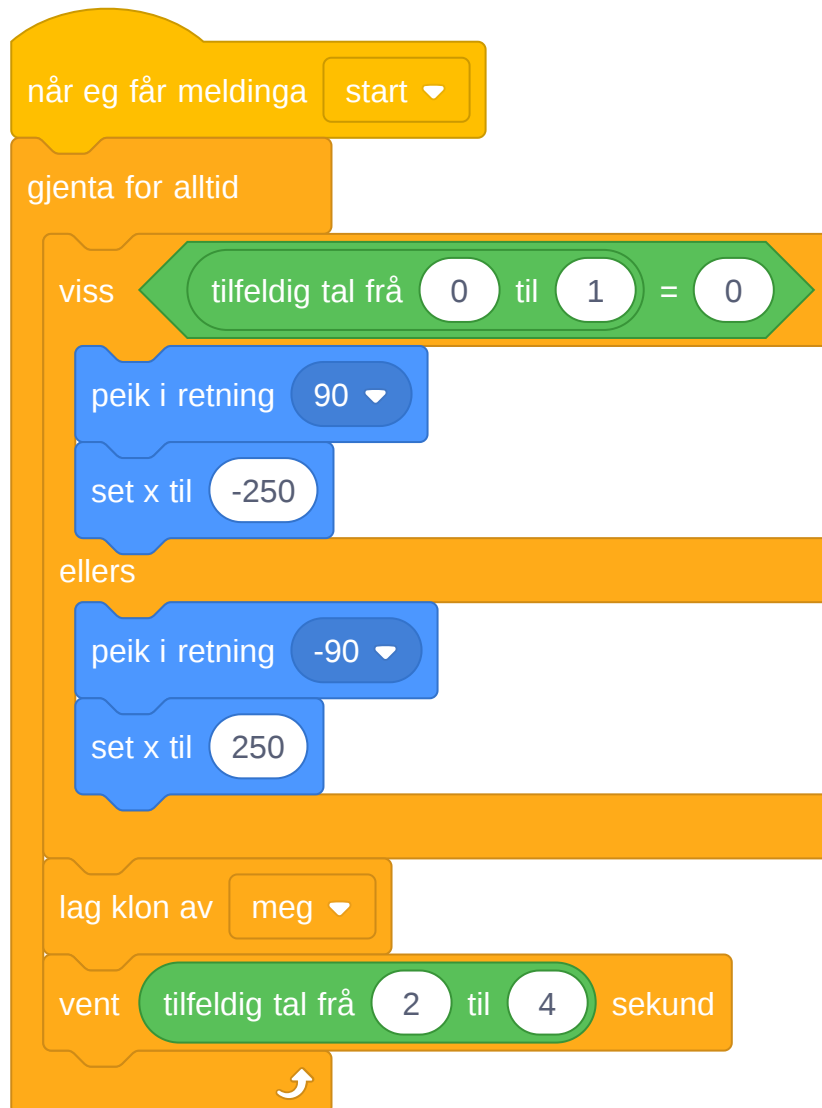 når eg får meldinga start
gjenta for alltid
viss tilfeldig tal frå 0 til 1 = 0
peik i retning 90
set x til -250
ellers
peik i retning -90
set x til 250
lag klon av meg
vent tilfeldig tal frå 2 til 4 sekund